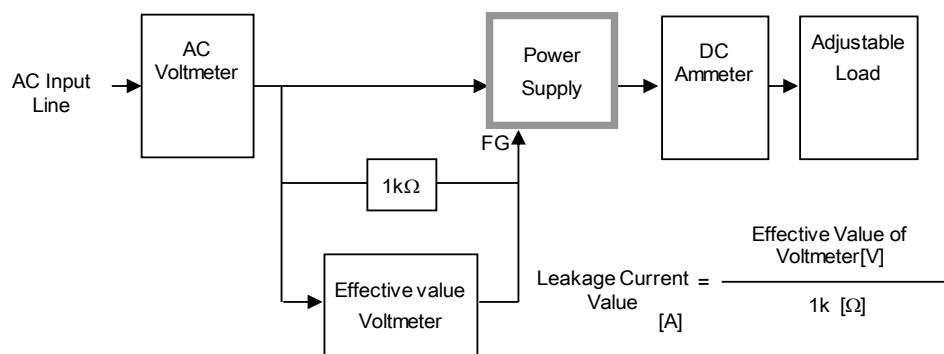 AC
Voltmeter
AC Input
Line
Power
Supply
DC
Ammeter
Adjustable
Load
FG
1kΩ
Effective value
Voltmeter
Leakage Current
Value
[A]
=
Effective Value of
Voltmeter[V]
1k [Ω]